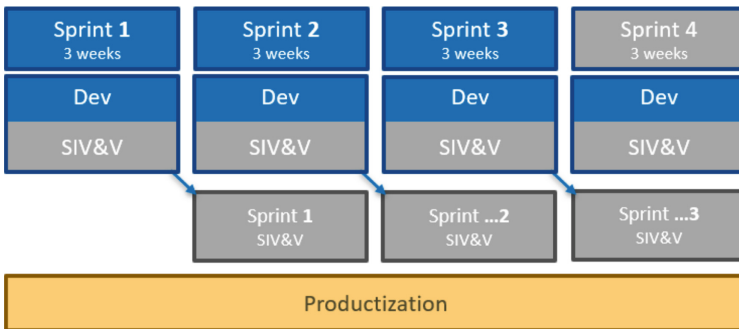 Sprint 1
3 weeks
Sprint 2
3 weeks
Sprint 3
3 weeks
Sprint 4
3 weeks
Dev
Dev
Dev
Dev
SIV&V
SIV&V
SIV&V
SIV&V
Sprint 1
SIV&V
Sprint ...2
SIV&V
Sprint ...3
SIV&V
Productization